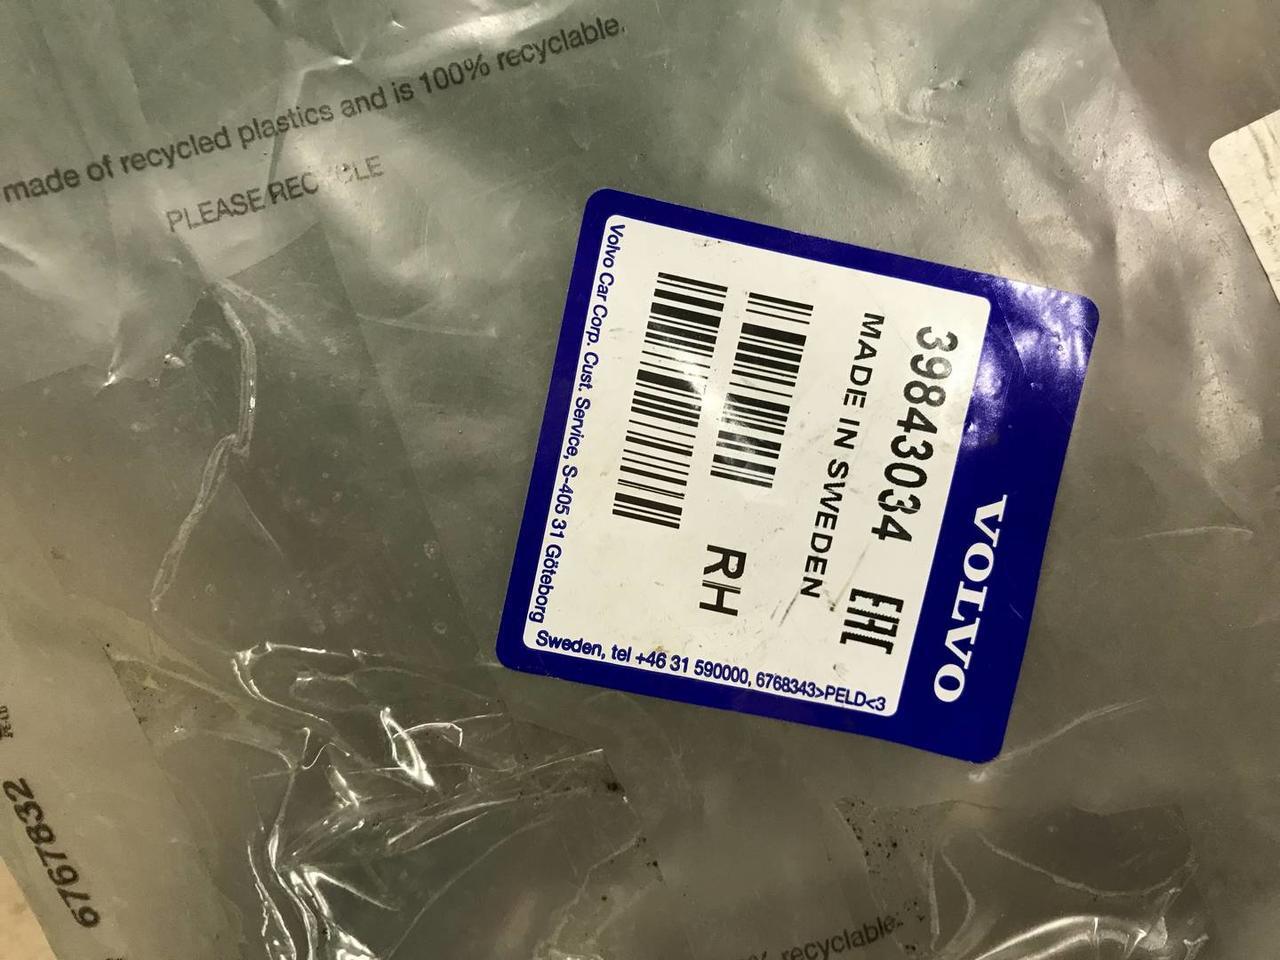 made of recycled plastics and is 100% recyclable.
PLEASE RECYCLE
VOLVO
39843034
EAC
MADE IN SWEDEN
RH
Volvo Car Corp. Cust. Service, S-405 31 Göteborg
Sweden, tel +46 31 590000, 6768343>PELD<3
6767832
% recyclable.